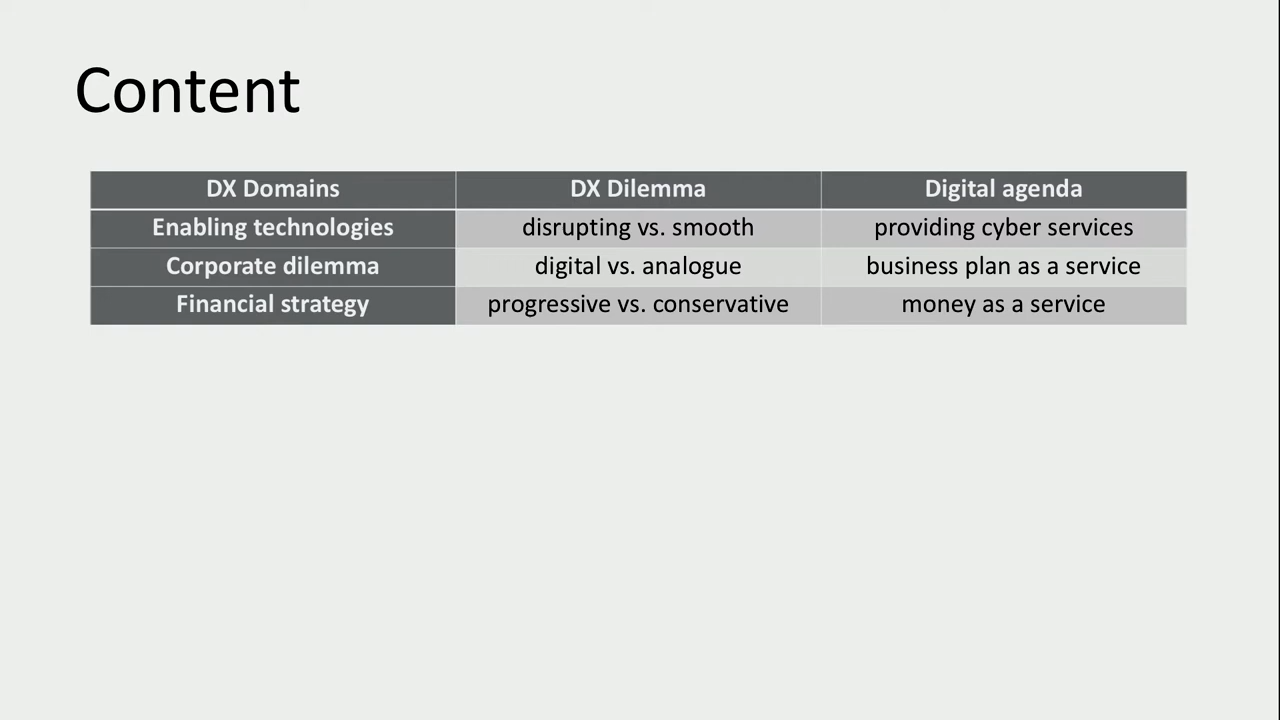 Content
DX Domains DX Dilemma Digital agenda
Enabling technologies disrupting vs. smooth providing cyber services
Corporate dilemma digital vs. analogue business plan as a service
Financial strategy progressive vs. conservative money as a service